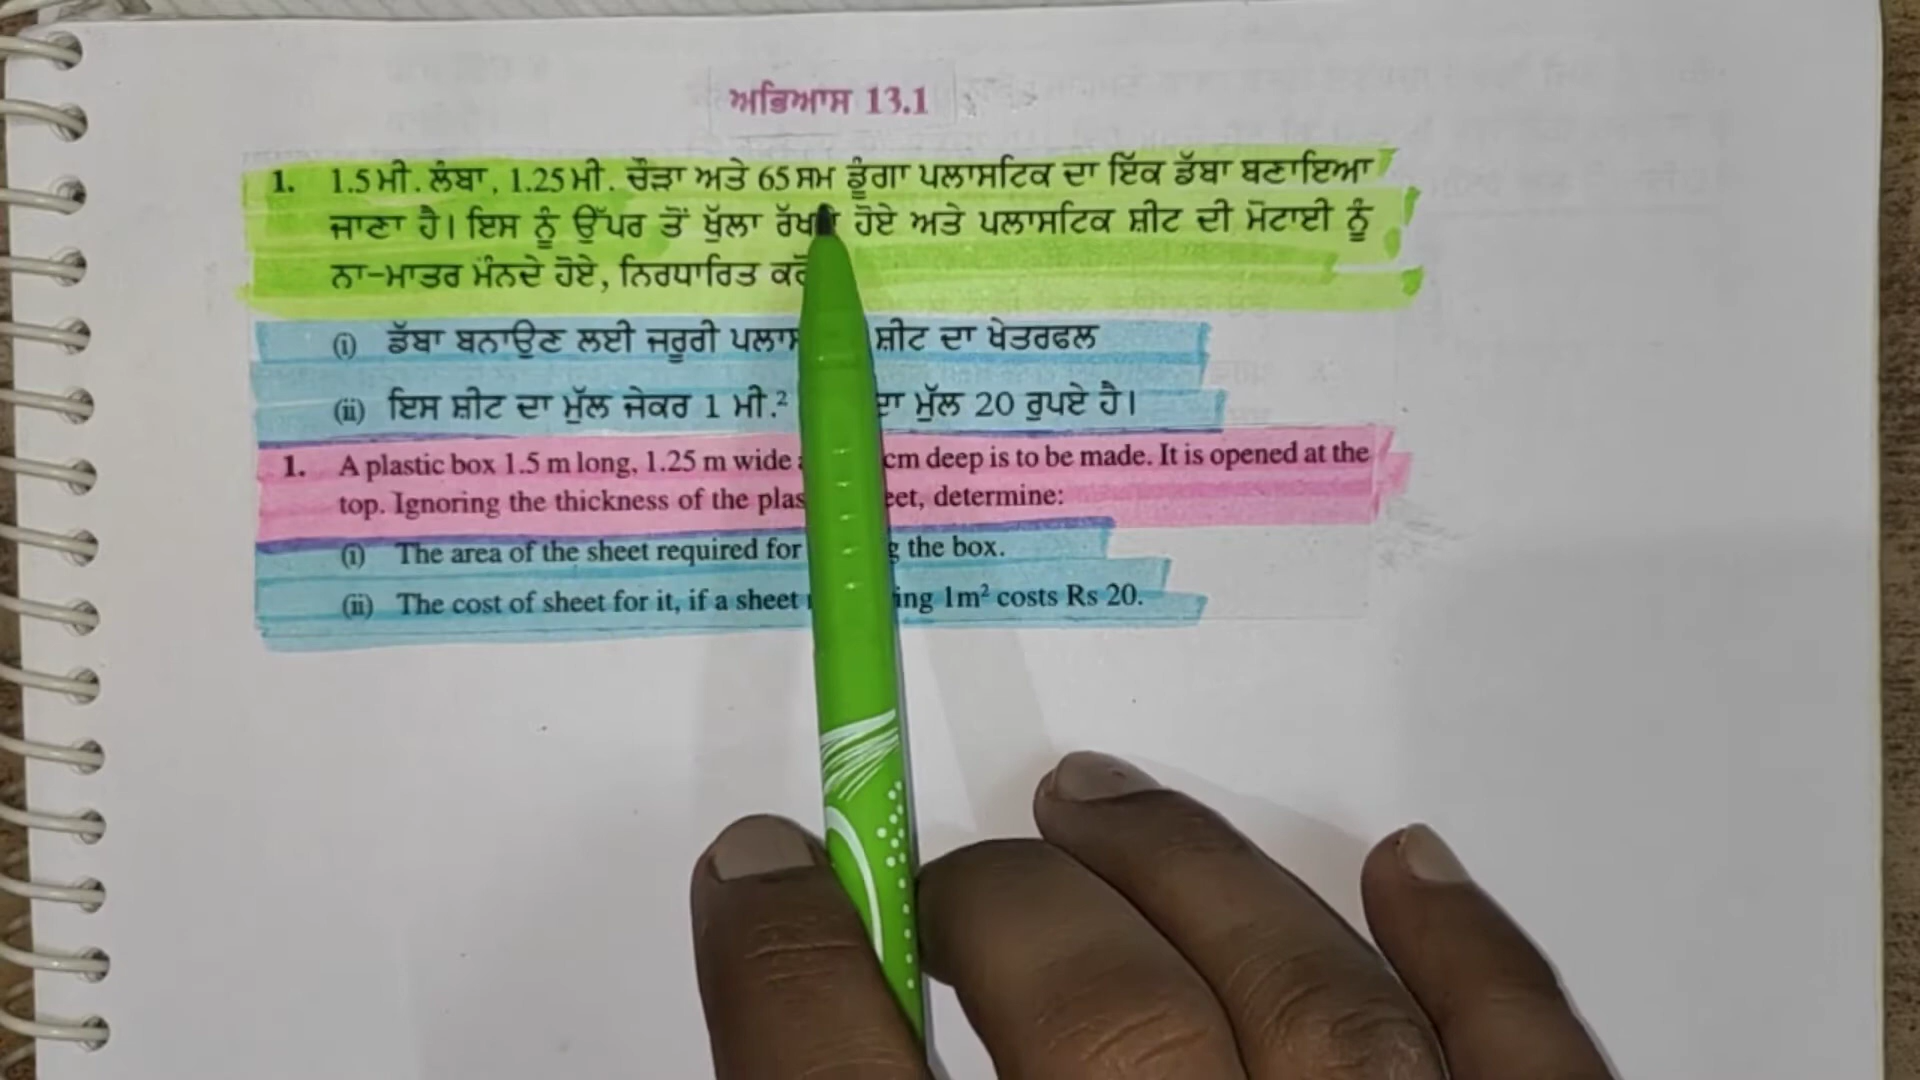 ਅਭਿਆਸ 13.1
1. 1.5 ਮੀ. ਲੰਬਾ, 1.25 ਮੀ. ਚੌੜਾ ਅਤੇ 65 ਸਮ ਡੂੰਗਾ ਪਲਾਸਟਿਕ ਦਾ ਇੱਕ ਡੱਬਾ ਬਣਾਇਆ
ਜਾਣਾ ਹੈ। ਇਸ ਨੂੰ ਉੱਪਰ ਤੋਂ ਖੁੱਲਾ ਹੋਏ ਅਤੇ ਪਲਾਸਟਿਕ ਸ਼ੀਟ ਦੀ ਮੋਟਾਈ ਨੂੰ
ਨਾ-ਮਾਤਰ ਮੰਨਦੇ ਹੋਏ, ਨਿਰਧਾਰਿਤ
(i) ਡੱਬਾ ਬਨਾਉਣ ਲਈ ਜਰੂਰੀ ਸ਼ੀਟ ਦਾ ਖੇਤਰਫਲ
(ii) ਇਸ ਸ਼ੀਟ ਦਾ ਮੁੱਲ ਜੇਕਰ 1 ਮੀ.² ਮੁੱਲ 20 ਰੁਪਏ ਹੈ।
1. A plastic box 1.5 m long, 1.25 m wide cm deep is to be made. It is opened at the
top. Ignoring the thickness of the determine:
(i) The area of the sheet required for the box.
(ii) The cost of sheet for it, if a sheet 1m² costs Rs 20.